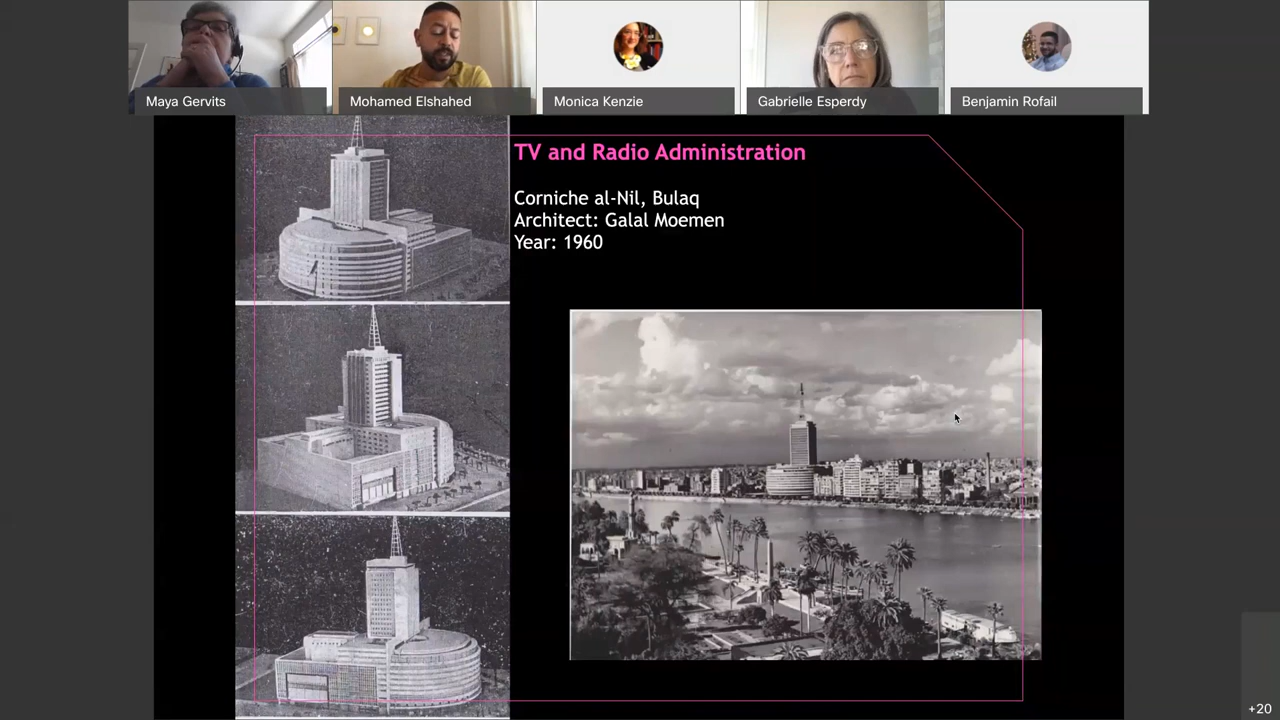 Maya Gervits
Mohamed Elshahed
Monica Kenzie
Gabrielle Esperdy
Benjamin Rofail
TV and Radio Administration
Corniche al-Nil, Bulaq
Architect: Galal Moemen
Year: 1960
+20